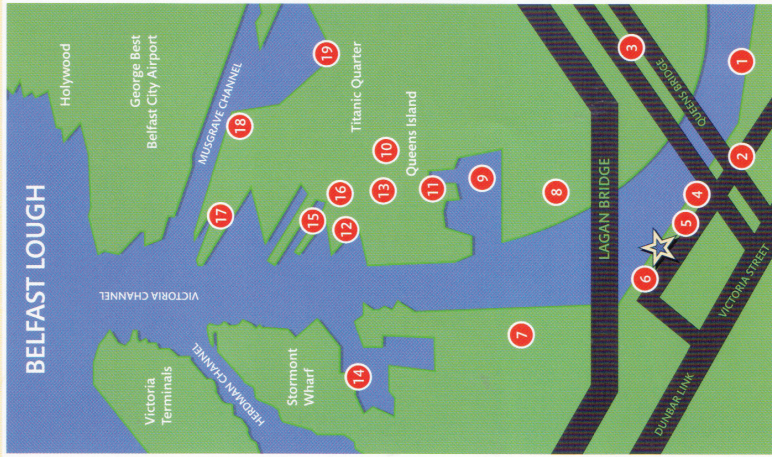 BELFAST LOUGH
Holywood
George Best
Belfast City Airport
MUSGRAVE CHANNEL
VICTORIA CHANNEL
Victoria
Terminals
HERDMAN CHANNEL
Stormont
Wharf
Titanic Quarter
Queens Island
19
18
17
16
15
14
13
12
11
10
9
8
7
LAGAN BRIDGE
6
5
4
3
QUEENS BRIDGE
2
1
VICTORIA STREET
DUNBAR LINK